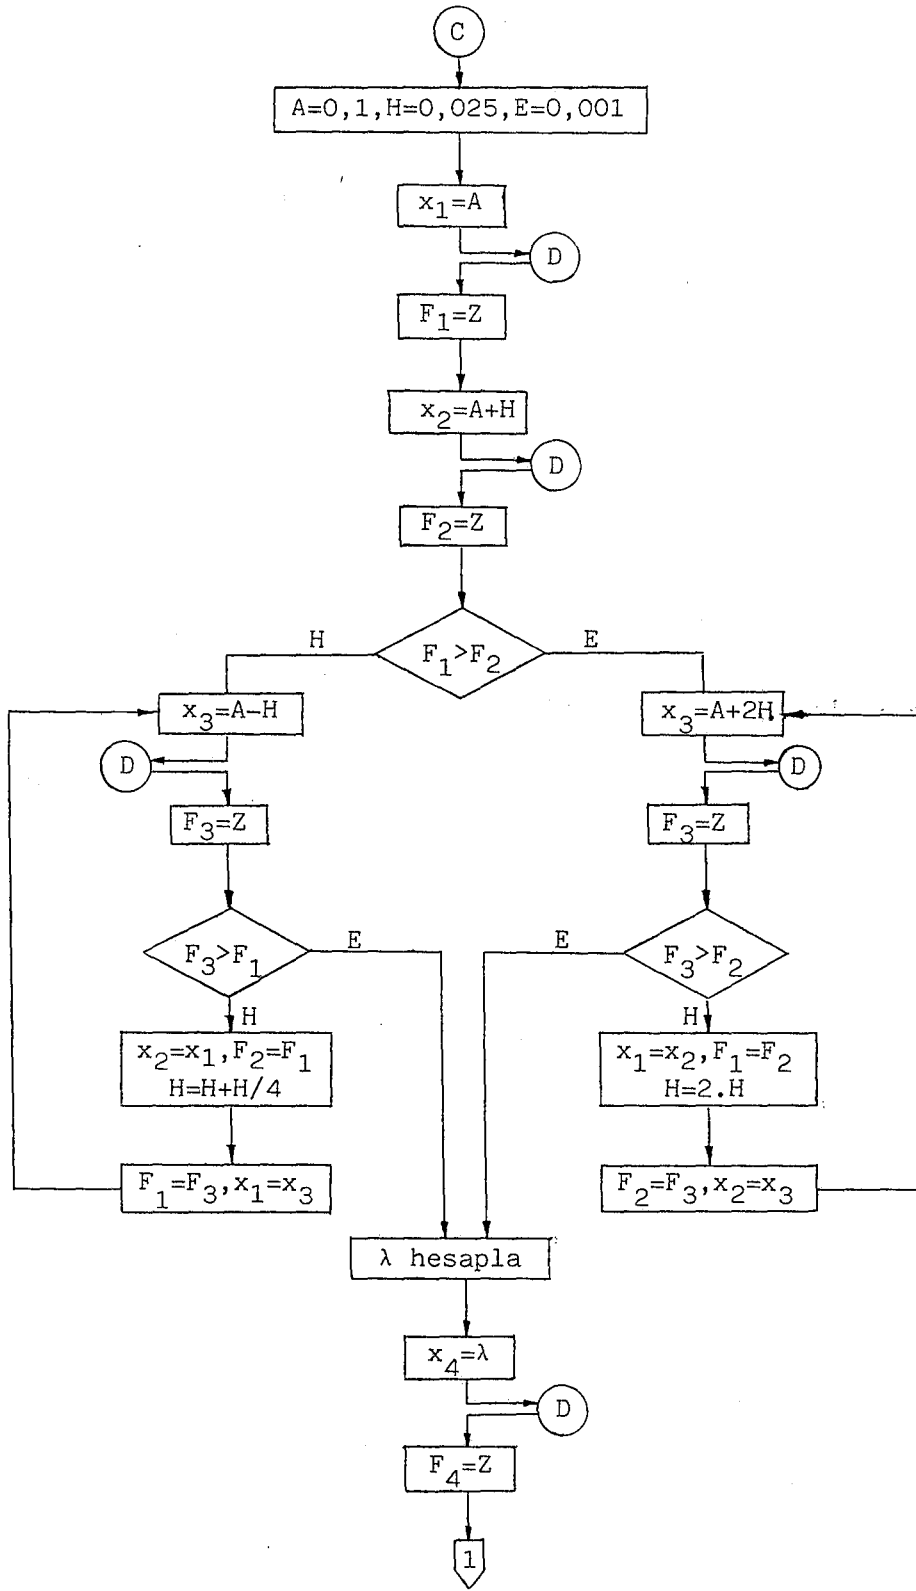 C
A=0,1,H=0,025,E=0,001
x₁=A
D
F₁=Z
x₂=A+H
D
F₂=Z
H
F₁>F₂
E
x₃=A-H
x₃=A+2H
D
D
F₃=Z
F₃=Z
F₃>F₁
E
E
F₃>F₂
H
H
x₂=x₁,F₂=F₁
H=H+H/4
x₁=x₂,F₁=F₂
H=2.H
F₁=F₃,x₁=x₃
F₂=F₃,x₂=x₃
λ hesapla
x₄=λ
D
F₄=Z
1